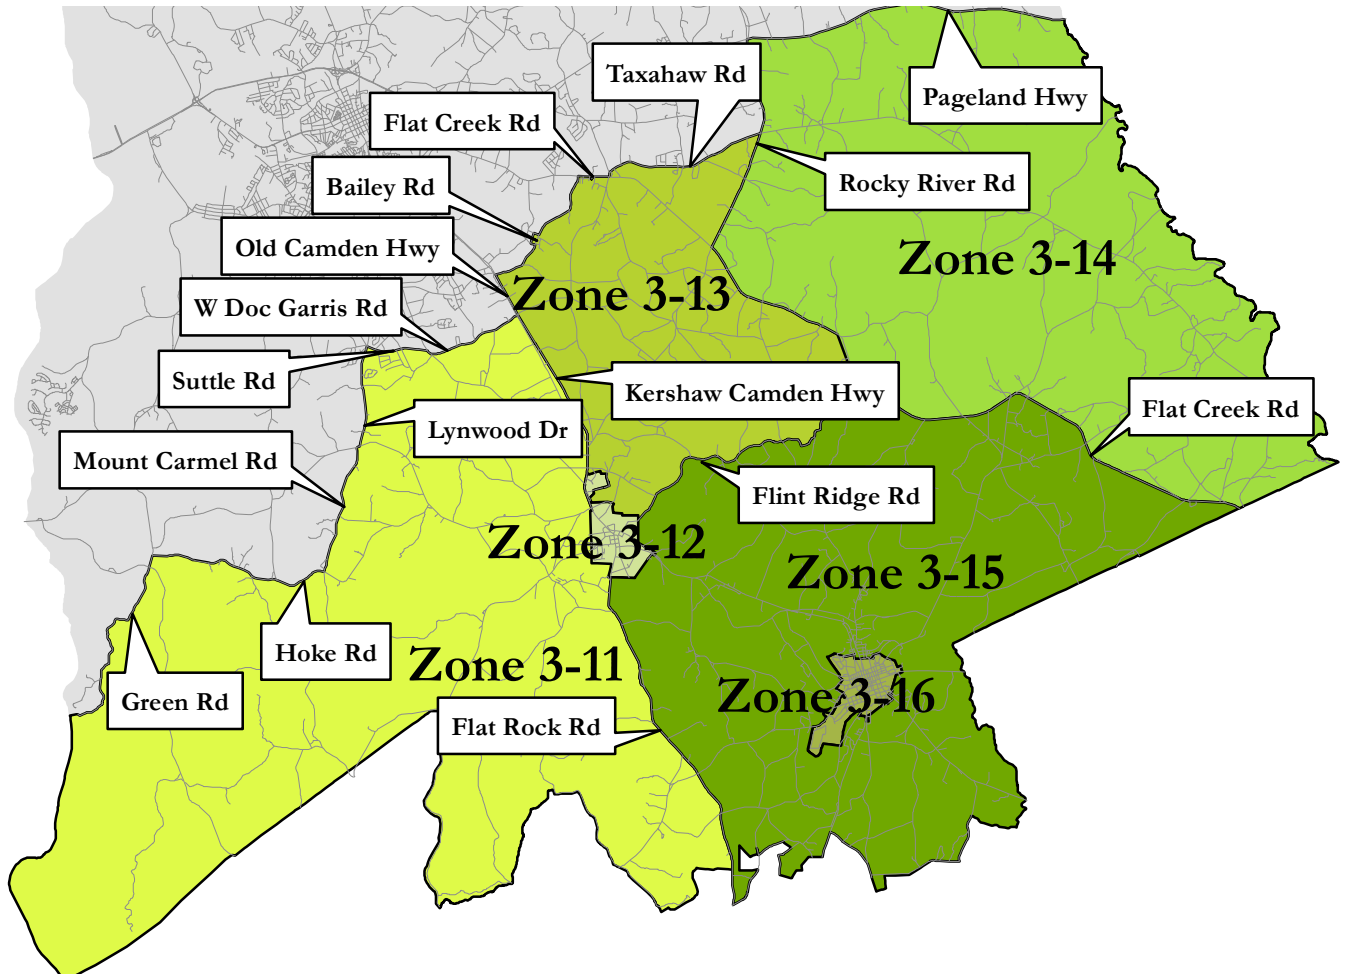 Taxahaw Rd
Pageland Hwy
Flat Creek Rd
Bailey Rd
Rocky River Rd
Old Camden Hwy
Zone 3-14
Zone 3-13
W Doc Garris Rd
Suttle Rd
Kershaw Camden Hwy
Flat Creek Rd
Lynwood Dr
Mount Carmel Rd
Flint Ridge Rd
Zone 3-12
Zone 3-15
Hoke Rd
Zone 3-11
Green Rd
Zone 3-16
Flat Rock Rd